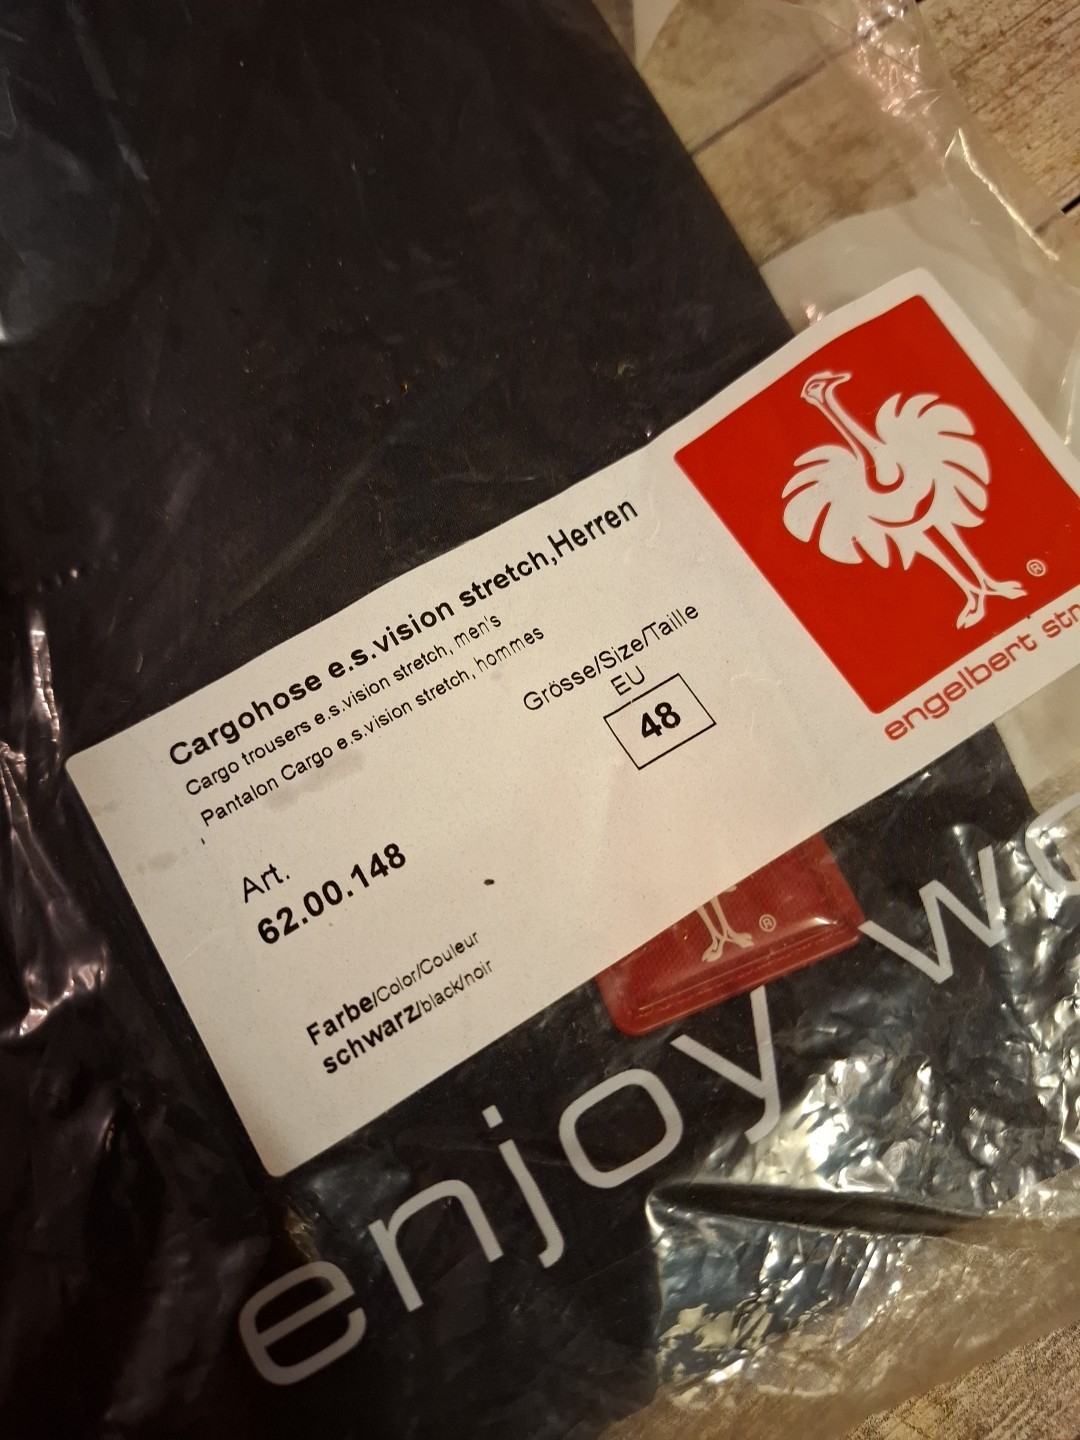 Cargohose e.s.vision stretch,Herren
Cargo trousers e.s.vision stretch, men's
Pantalon Cargo e.s.vision stretch, hommes
Grösse/Size/Taille
EU
48
Art.
62.00.148
Farbe/Color/Couleur
schwarz/black/noir
®
engelbert str
®
enjoy wo